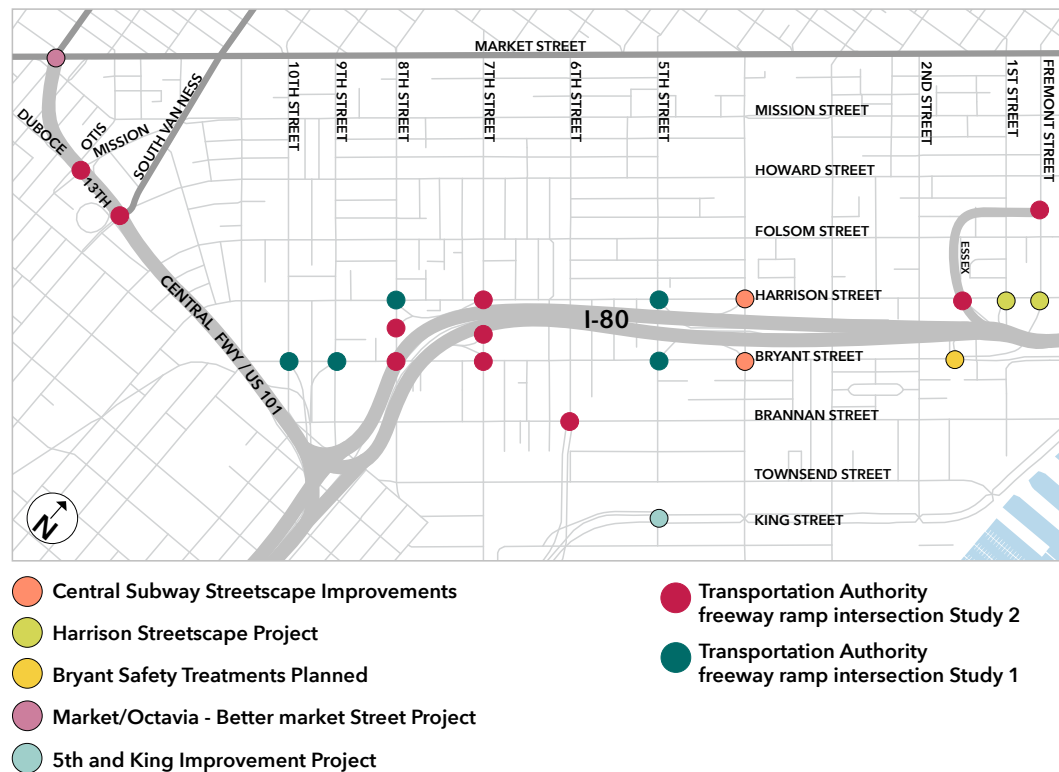 MARKET STREET
10TH STREET
9TH STREET
8TH STREET
7TH STREET
6TH STREET
5TH STREET
2ND STREET
1ST STREET
FREMONT STREET
MISSION STREET
DUBOCE
OTIS
MISSION
SOUTH VAN NESS
13TH
HOWARD STREET
FOLSOM STREET
ESSEX
CENTRAL FWY / US 101
HARRISON STREET
I-80
BRYANT STREET
BRANNAN STREET
TOWNSEND STREET
KING STREET
N
Central Subway Streetscape Improvements
Harrison Streetscape Project
Bryant Safety Treatments Planned
Market/Octavia - Better market Street Project
5th and King Improvement Project
Transportation Authority
freeway ramp intersection Study 2
Transportation Authority
freeway ramp intersection Study 1